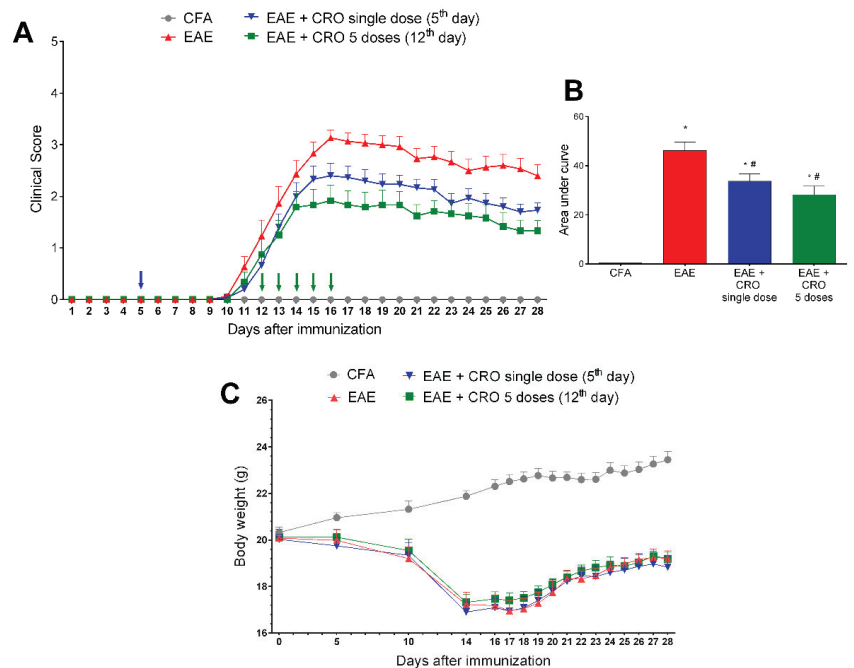 A
CFA
EAE
EAE + CRO single dose (5th day)
EAE + CRO 5 doses (12th day)
Clinical Score
5
4
3
2
1
0
1 2 3 4 5 6 7 8 9 10 11 12 13 14 15 16 17 18 19 20 21 22 23 24 25 26 27 28
Days after immunization
B
Area under curve
60
40
20
0
*
* #
* #
CFA
EAE
EAE +
CRO
single dose
EAE +
CRO
5 doses
C
CFA
EAE
EAE + CRO single dose (5th day)
EAE + CRO 5 doses (12th day)
Body weight (g)
26
24
22
20
18
16
0 5 10 14 16 17 18 19 20 21 22 23 24 25 26 27 28
Days after immunization